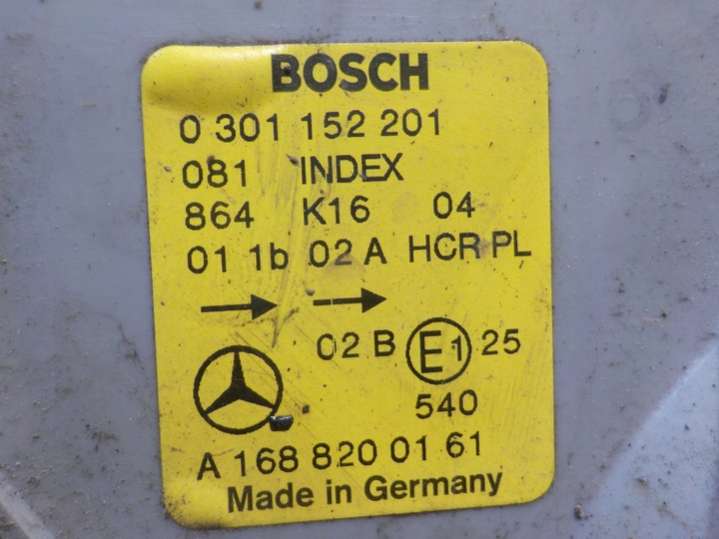 BOSCH
0 301 152 201
081 INDEX
864 K16 04
01 1b 02 A HCR PL
02 B E1 25
540
A 168 820 01 61
Made in Germany